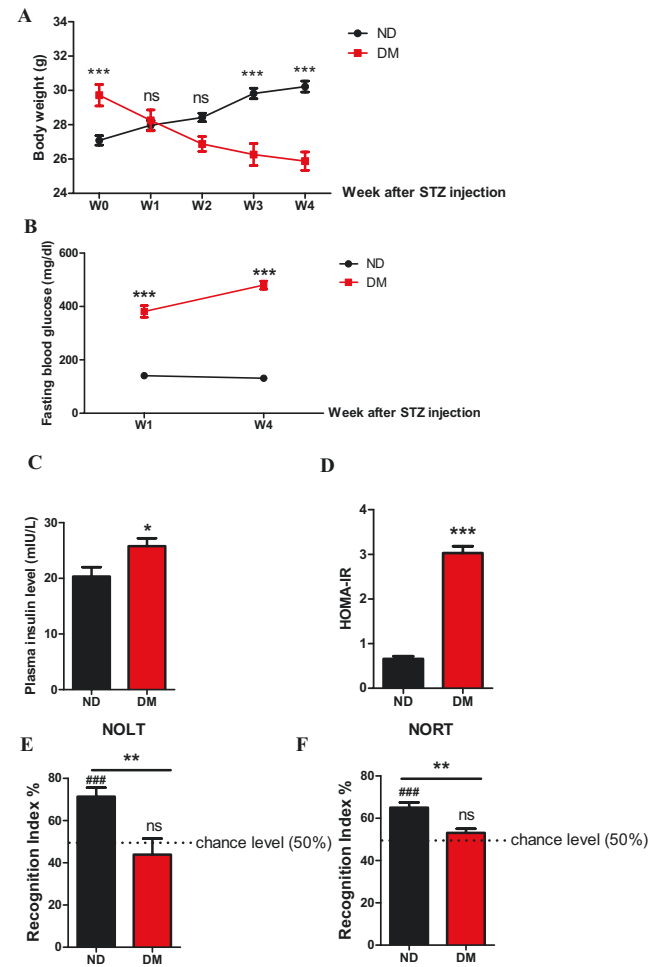 A
34
32
30
28
26
24
Body weight (g)
***
ns
ns
***
***
ND
DM
W0 W1 W2 W3 W4
Week after STZ injection
B
600
400
200
0
Fasting blood glucose (mg/dl)
***
***
ND
DM
W1 W4
Week after STZ injection
C
30
20
10
0
Plasma insulin level (mIU/L)
*
ND DM
D
4
3
2
1
0
HOMA-IR
***
ND DM
NOLT
E
80
60
40
20
0
Recognition Index %
**
###
ns
chance level (50%)
ND DM
NORT
F
80
60
40
20
0
Recognition Index %
**
###
ns
chance level (50%)
ND DM